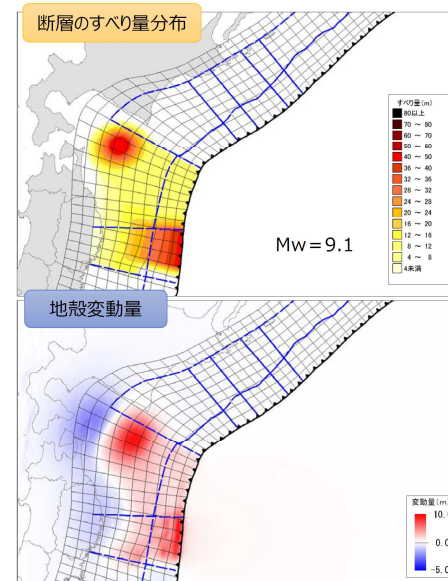 断層のすべり量分布
すべり量(m)
80以上
70 ~ 80
60 ~ 70
50 ~ 60
40 ~ 50
36 ~ 40
32 ~ 36
28 ~ 32
24 ~ 28
20 ~ 24
16 ~ 20
12 ~ 16
8 ~ 12
4 ~ 8
4未満
Mw=9.1
地殻変動量
変動量(m
10.
0.0
-5.0